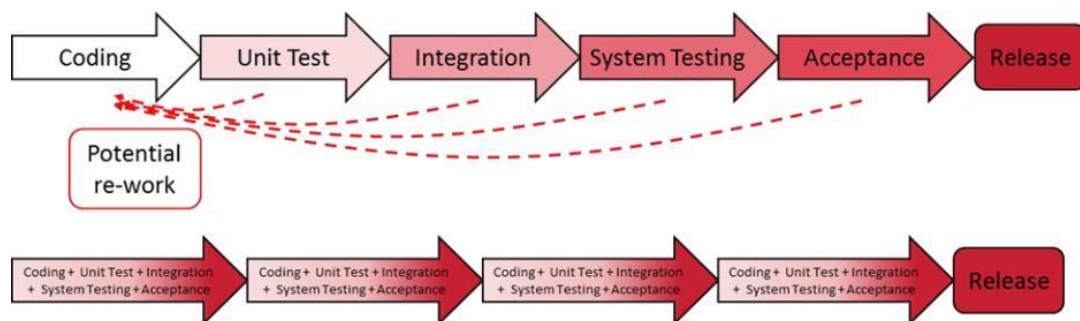 Coding
Unit Test
Integration
System Testing
Acceptance
Release
Potential
re-work
Coding + Unit Test + Integration
+ System Testing + Acceptance
Coding + Unit Test + Integration
+ System Testing + Acceptance
Coding + Unit Test + Integration
+ System Testing + Acceptance
Coding + Unit Test + Integration
+ System Testing + Acceptance
Release